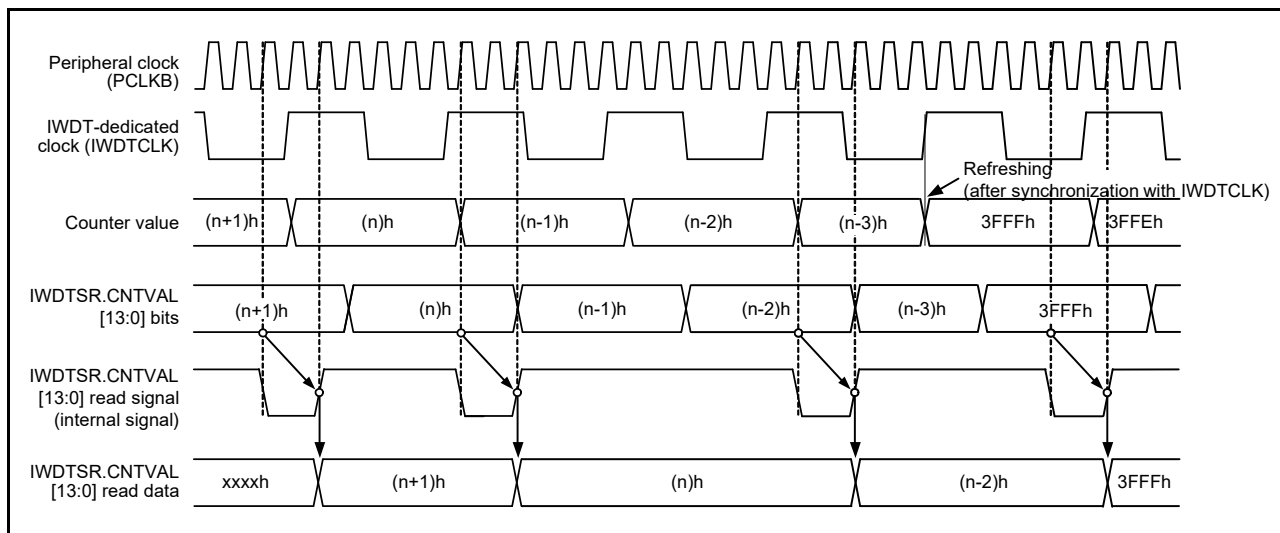 Peripheral clock
(PCLKB)
IWDT-dedicated
clock (IWDTCLK)
Refreshing
(after synchronization with IWDTCLK)
Counter value
(n+1)h
(n)h
(n-1)h
(n-2)h
(n-3)h
3FFFh
3FFEh
IWDTSR.CNTVAL
[13:0] bits
(n+1)h
(n)h
(n-1)h
(n-2)h
(n-3)h
3FFFh
IWDTSR.CNTVAL
[13:0] read signal
(internal signal)
IWDTSR.CNTVAL
[13:0] read data
xxxxh
(n+1)h
(n)h
(n-2)h
3FFFh